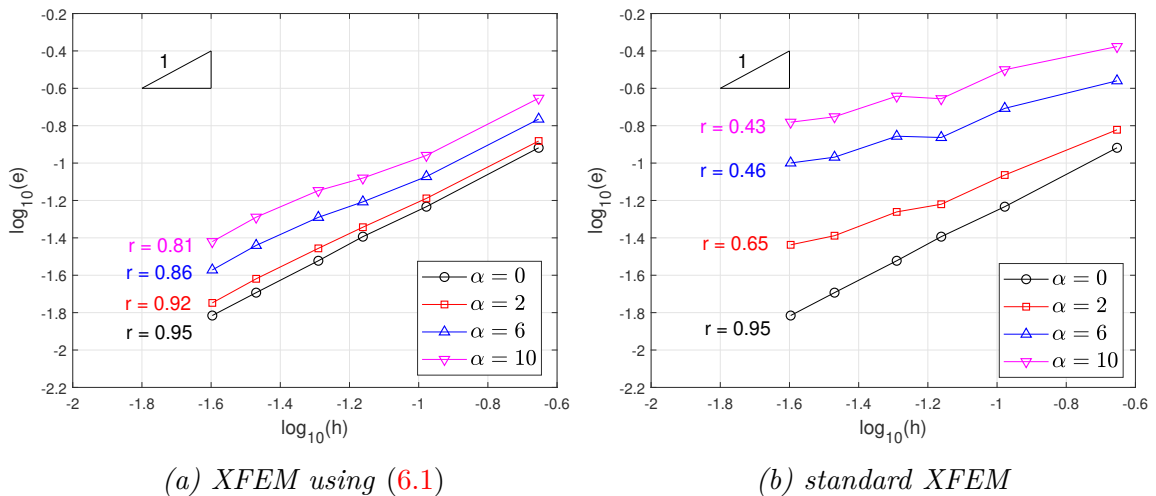 -0.2
-0.4
-0.6
-0.8
-1
-1.2
-1.4
-1.6
-1.8
-2
-2.2
log10(e)
1
r = 0.81
r = 0.86
r = 0.92
r = 0.95
α = 0
α = 2
α = 6
α = 10
-2 -1.8 -1.6 -1.4 -1.2 -1 -0.8 -0.6
log10(h)
(a) XFEM using (6.1)
-0.2
-0.4
-0.6
-0.8
-1
-1.2
-1.4
-1.6
-1.8
-2
-2.2
log10(e)
1
r = 0.43
r = 0.46
r = 0.65
r = 0.95
α = 0
α = 2
α = 6
α = 10
-2 -1.8 -1.6 -1.4 -1.2 -1 -0.8 -0.6
log10(h)
(b) standard XFEM